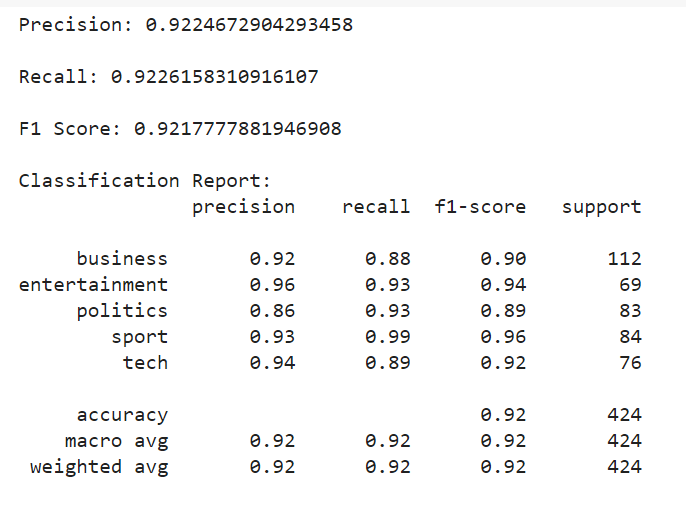 Precision: 0.9224672904293458
Recall: 0.9226158310916107
F1 Score: 0.9217777881946908
Classification Report:
precision recall f1-score support
business 0.92 0.88 0.90 112
entertainment 0.96 0.93 0.94 69
politics 0.86 0.93 0.89 83
sport 0.93 0.99 0.96 84
tech 0.94 0.89 0.92 76
accuracy 0.92 424
macro avg 0.92 0.92 0.92 424
weighted avg 0.92 0.92 0.92 424